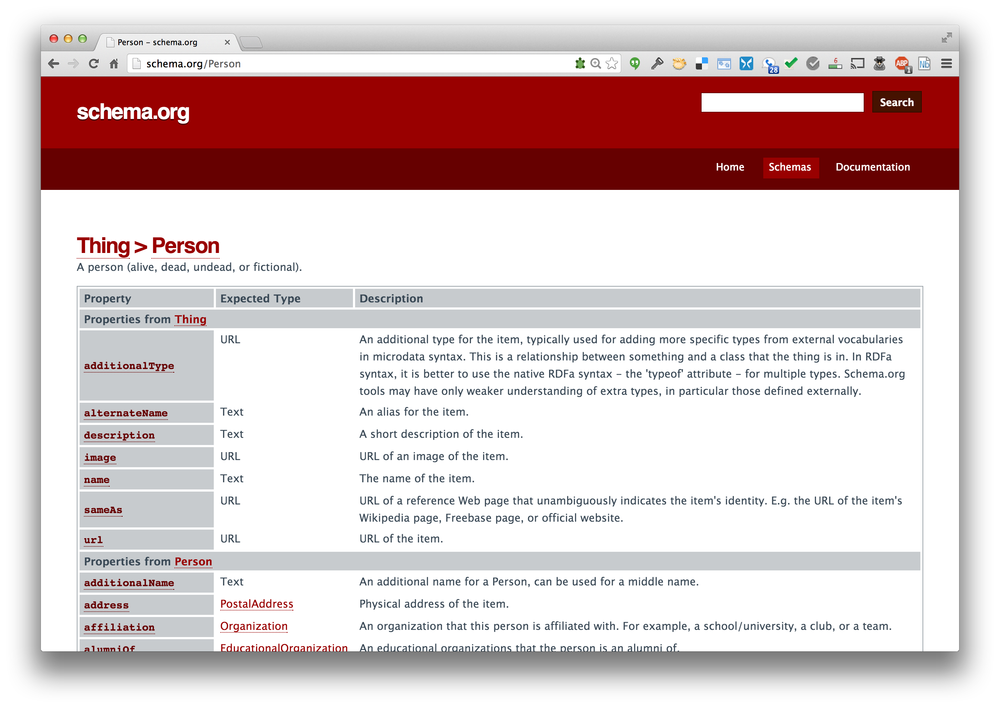 Person – schema.org
schema.org/Person
28
6
ABP
1
Nb
schema.org
Search
Home Schemas Documentation
Thing > Person
A person (alive, dead, undead, or fictional).
Property Expected Type Description
Properties from Thing
additionalType URL An additional type for the item, typically used for adding more specific types from external vocabularies
in microdata syntax. This is a relationship between something and a class that the thing is in. In RDFa
syntax, it is better to use the native RDFa syntax – the 'typeof' attribute – for multiple types. Schema.org
tools may have only weaker understanding of extra types, in particular those defined externally.
alternateName Text An alias for the item.
description Text A short description of the item.
image URL URL of an image of the item.
name Text The name of the item.
sameAs URL URL of a reference Web page that unambiguously indicates the item's identity. E.g. the URL of the item's
Wikipedia page, Freebase page, or official website.
url URL URL of the item.
Properties from Person
additionalName Text An additional name for a Person, can be used for a middle name.
address PostalAddress Physical address of the item.
affiliation Organization An organization that this person is affiliated with. For example, a school/university, a club, or a team.
alumniOf EducationalOrganization An educational organizations that the person is an alumni of.